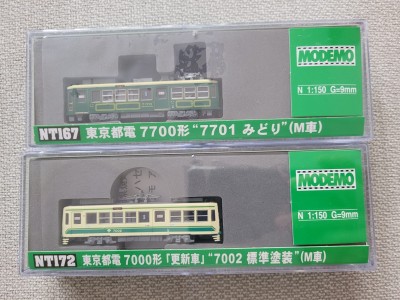 MODEMO
N 1:150 G=9mm
NT167 東京都電 7700形 “7701 みどり” (M車)
MODEMO
N 1:150 G=9mm
NT172 東京都電 7000形 「更新車」 “7002 標準塗装” (M車)